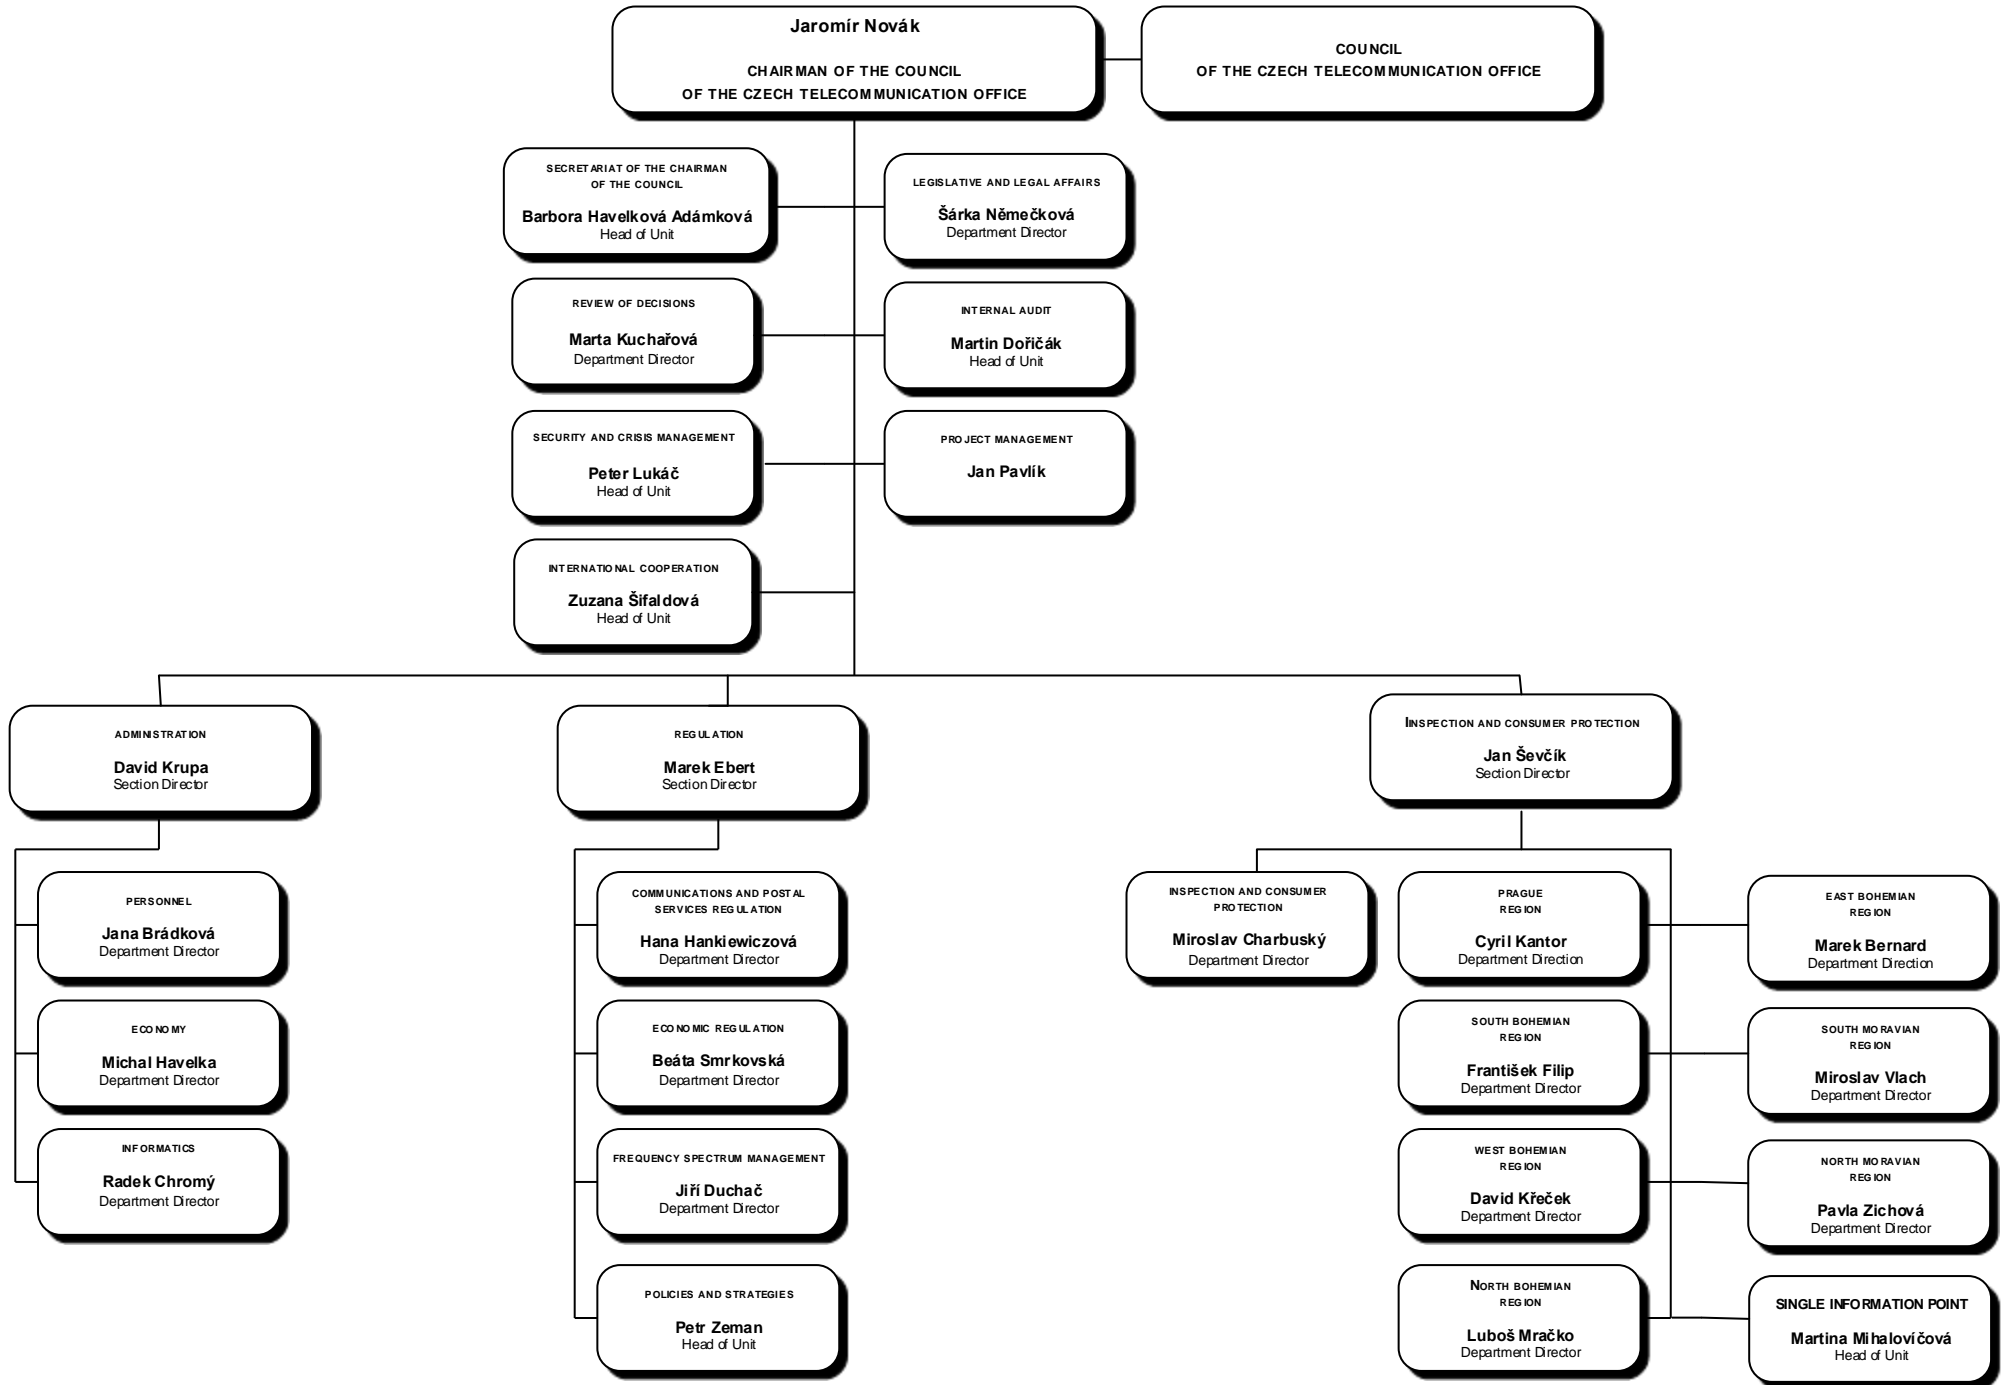 Jaromír Novák
CHAIRMAN OF THE COUNCIL
OF THE CZECH TELECOMMUNICATION OFFICE
COUNCIL
OF THE CZECH TELECOMMUNICATION OFFICE
SECRETARIAT OF THE CHAIRMAN
OF THE COUNCIL
Barbora Havelková Adámková
Head of Unit
LEGISLATIVE AND LEGAL AFFAIRS
Šárka Němečková
Department Director
REVIEW OF DECISIONS
Marta Kuchařová
Department Director
INTERNAL AUDIT
Martin Dořičák
Head of Unit
SECURITY AND CRISIS MANAGEMENT
Peter Lukáč
Head of Unit
PROJECT MANAGEMENT
Jan Pavlík
INTERNATIONAL COOPERATION
Zuzana Šifaldová
Head of Unit
ADMINISTRATION
David Krupa
Section Director
REGULATION
Marek Ebert
Section Director
INSPECTION AND CONSUMER PROTECTION
Jan Ševčík
Section Director
PERSONNEL
Jana Brádková
Department Director
ECONOMY
Michal Havelka
Department Director
INFORMATICS
Radek Chromý
Department Director
COMMUNICATIONS AND POSTAL
SERVICES REGULATION
Hana Hankiewiczová
Department Director
ECONOMIC REGULATION
Beáta Smrkovská
Department Director
FREQUENCY SPECTRUM MANAGEMENT
Jiří Duchač
Department Director
POLICIES AND STRATEGIES
Petr Zeman
Head of Unit
INSPECTION AND CONSUMER
PROTECTION
Miroslav Charbuský
Department Director
PRAGUE
REGION
Cyril Kantor
Department Direction
EAST BOHEMIAN
REGION
Marek Bernard
Department Direction
SOUTH BOHEMIAN
REGION
František Filip
Department Director
SOUTH MORAVIAN
REGION
Miroslav Vlach
Department Director
WEST BOHEMIAN
REGION
David Křeček
Department Director
NORTH MORAVIAN
REGION
Pavla Zichová
Department Director
NORTH BOHEMIAN
REGION
Luboš Mračko
Department Director
SINGLE INFORMATION POINT
Martina Mihalovíčová
Head of Unit